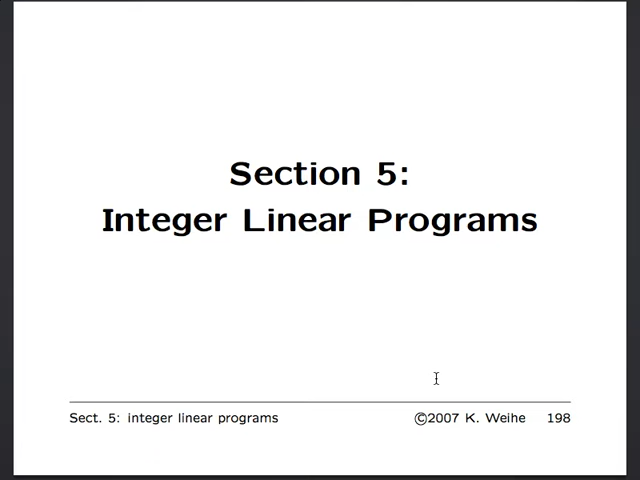 Section 5:
Integer Linear Programs
Sect. 5: integer linear programs ©2007 K. Weihe 198